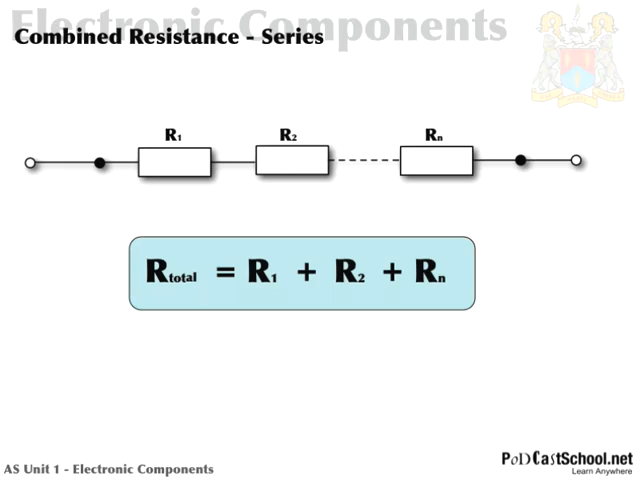 Electronic Components
Combined Resistance - Series
R1 R2 Rn
Rtotal = R1 + R2 + Rn
AS Unit 1 - Electronic Components
PoDCastSchool.net
Learn Anywhere